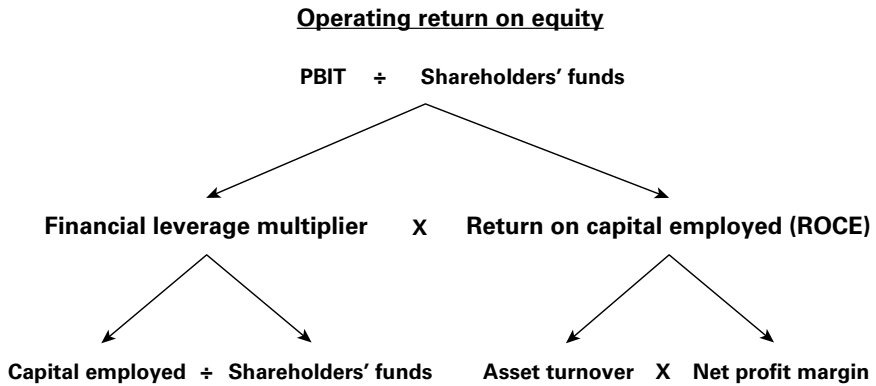 Operating return on equity
PBIT ÷ Shareholders’ funds
Financial leverage multiplier X Return on capital employed (ROCE)
Capital employed ÷ Shareholders’ funds Asset turnover X Net profit margin